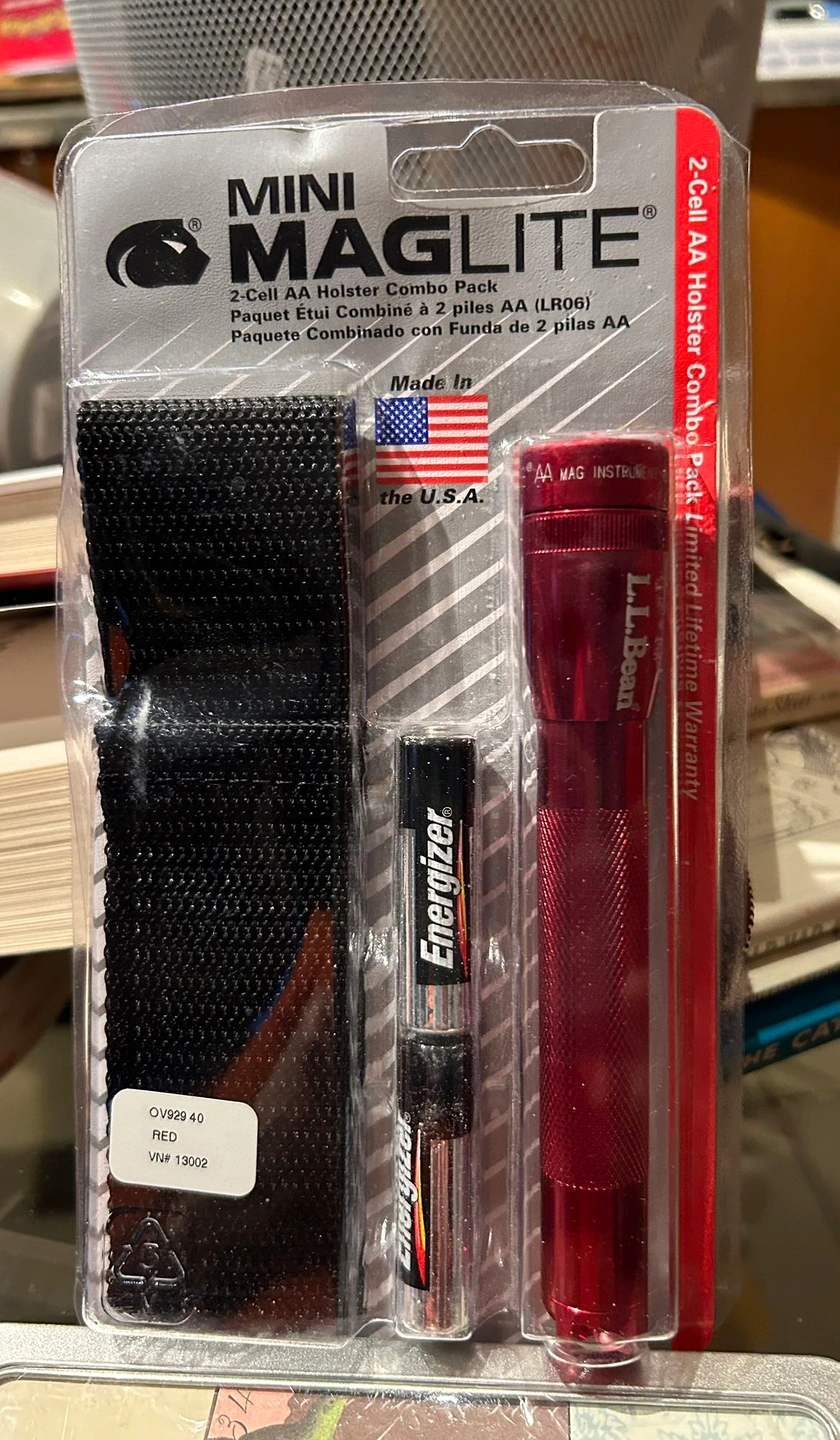 MINI
MAGLITE®
®
2-Cell AA Holster Combo Pack
Paquet Étui Combiné à 2 piles AA (LR06)
Paquete Combinado con Funda de 2 pilas AA
Made In
the U.S.A.
2-Cell AA Holster Combo Pack Limited Lifetime Warranty
® AA MAG INSTRUMENT
L.L.Bean
Energizer®
Energizer®
OV929 40
RED
VN# 13002